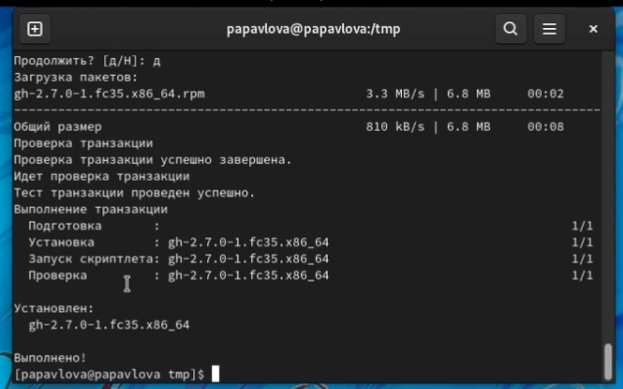 papavlova@papavlova:/tmp
Продолжить? [д/Н]: д
Загрузка пакетов:
gh-2.7.0-1.fc35.x86_64.rpm 3.3 MB/s | 6.8 MB 00:02
--------------------------------------------------------------------------------
Общий размер 810 kB/s | 6.8 MB 00:08
Проверка транзакции
Проверка транзакции успешно завершена.
Идет проверка транзакции
Тест транзакции проведен успешно.
Выполнение транзакции
Подготовка : 1/1
Установка : gh-2.7.0-1.fc35.x86_64 1/1
Запуск скриптлета: gh-2.7.0-1.fc35.x86_64 1/1
Проверка : gh-2.7.0-1.fc35.x86_64 1/1
Установлен:
gh-2.7.0-1.fc35.x86_64
Выполнено!
[papavlova@papavlova tmp]$